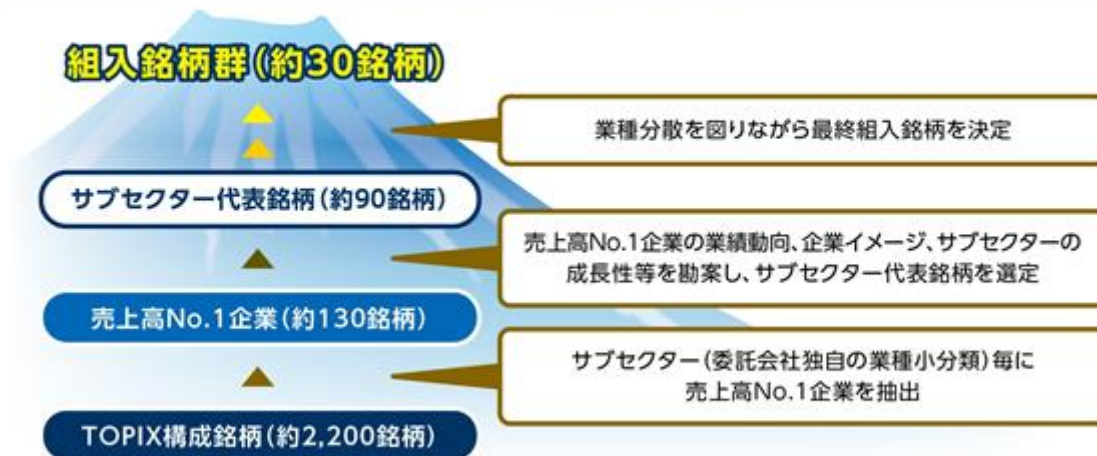 組入銘柄群(約30銘柄)
業種分散を図りながら最終組入銘柄を決定
サブセクター代表銘柄(約90銘柄)
売上高No.1企業の業績動向、企業イメージ、サブセクターの
成長性等を勘案し、サブセクター代表銘柄を選定
売上高No.1企業(約130銘柄)
サブセクター(委託会社独自の業種小分類)毎に
売上高No.1企業を抽出
TOPIX構成銘柄(約2,200銘柄)